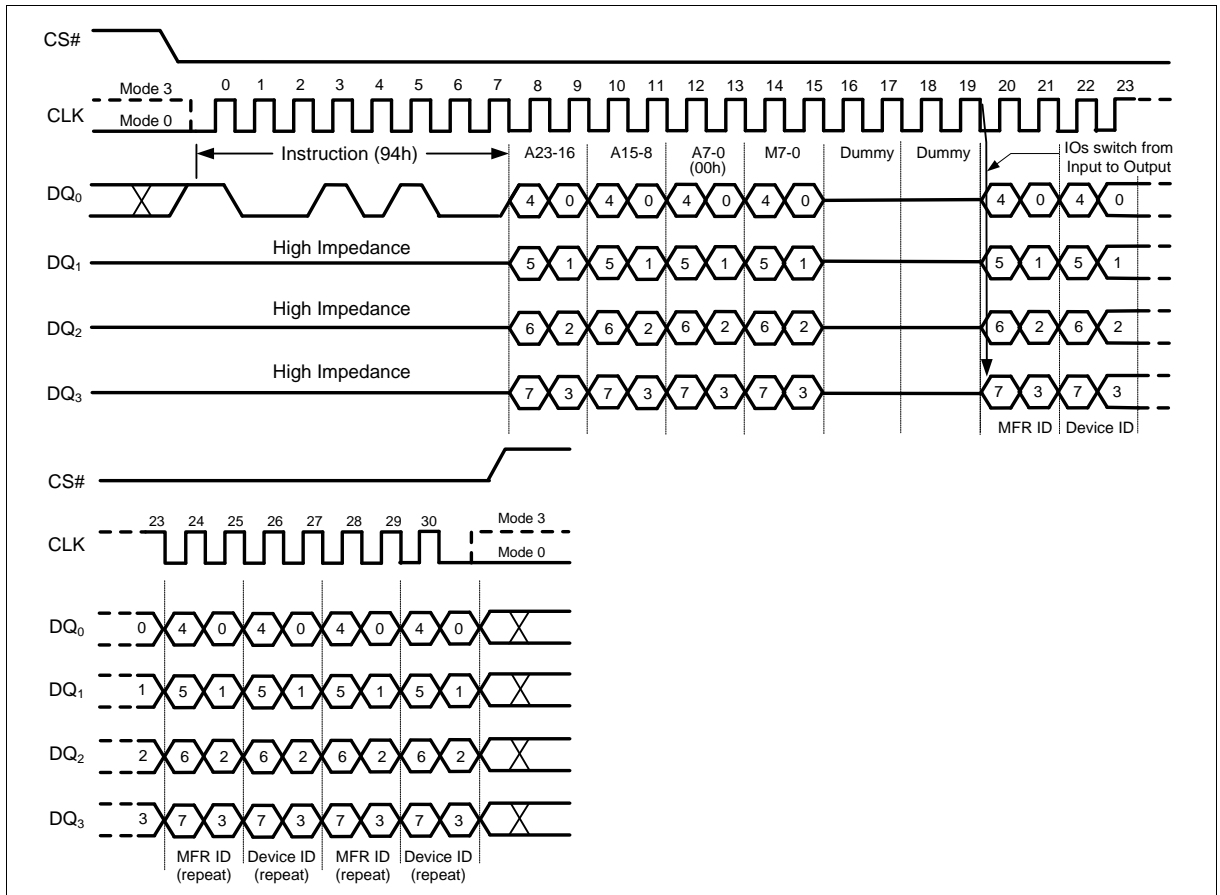 CS#
Mode 3
0 1 2 3 4 5 6 7 8 9 10 11 12 13 14 15 16 17 18 19 20 21 22 23
CLK
Mode 0
Instruction (94h) A23-16 A15-8 A7-0 M7-0 Dummy Dummy IOs switch from
(00h) Input to Output
DQ0 4 0 4 0 4 0 4 0 4 0 4 0
High Impedance
DQ1 5 1 5 1 5 1 5 1 5 1 5 1
High Impedance
DQ2 6 2 6 2 6 2 6 2 6 2 6 2
High Impedance
DQ3 7 3 7 3 7 3 7 3 7 3 7 3
MFR ID Device ID
CS#
23 24 25 26 27 28 29 30 Mode 3
CLK
Mode 0
DQ0 0 4 0 4 0 4 0 4 0
DQ1 1 5 1 5 1 5 1 5 1
DQ2 2 6 2 6 2 6 2 6 2
DQ3 3 7 3 7 3 7 3 7 3
MFR ID Device ID MFR ID Device ID
(repeat) (repeat) (repeat) (repeat)